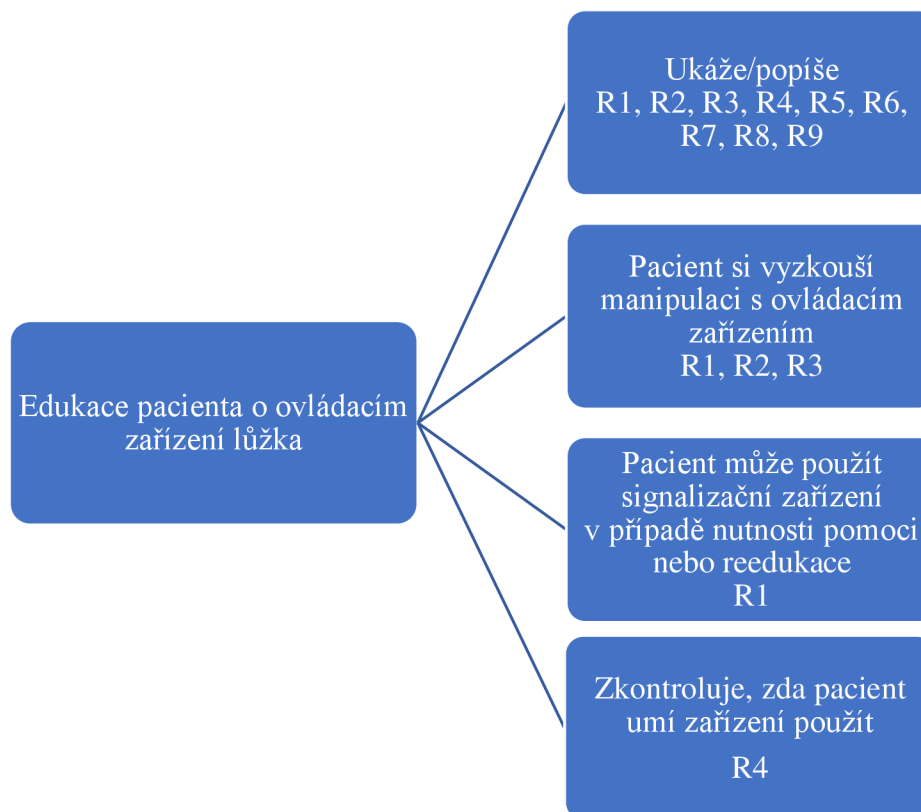 Edukace pacienta o ovládacím
zařízení lůžka
Ukáže/popíše
R1, R2, R3, R4, R5, R6,
R7, R8, R9
Pacient si vyzkouší
manipulaci s ovládacím
zařízením
R1, R2, R3
Pacient může použít
signalizační zařízení
v případě nutnosti pomoci
nebo reedukace
R1
Zkontroluje, zda pacient
umí zařízení použít
R4